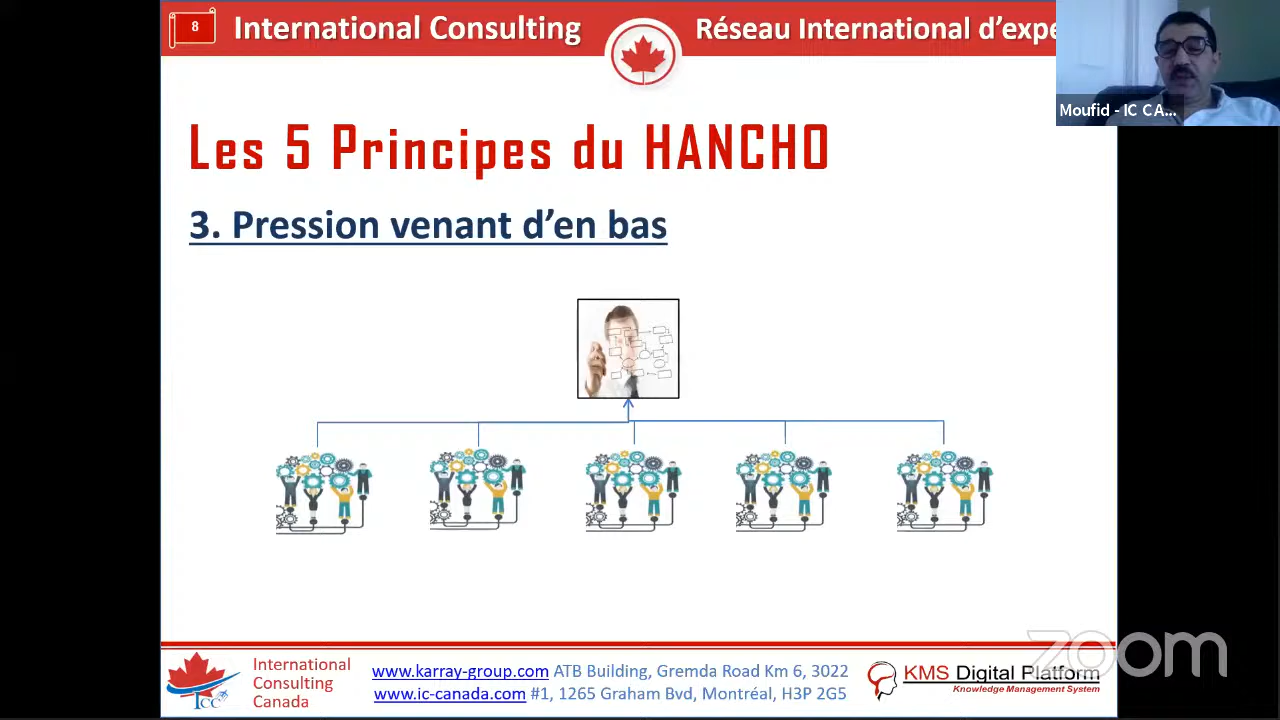 8
International Consulting
Réseau International d'expe
Moufid - IC CA...
Les 5 Principes du HANCHO
3. Pression venant d'en bas
International
Consulting
Canada
ICC
www.karray-group.com ATB Building, Gremda Road Km 6, 3022
www.ic-canada.com #1, 1265 Graham Bvd, Montréal, H3P 2G5
KMS Digital Platform
Knowledge Management System
zoom